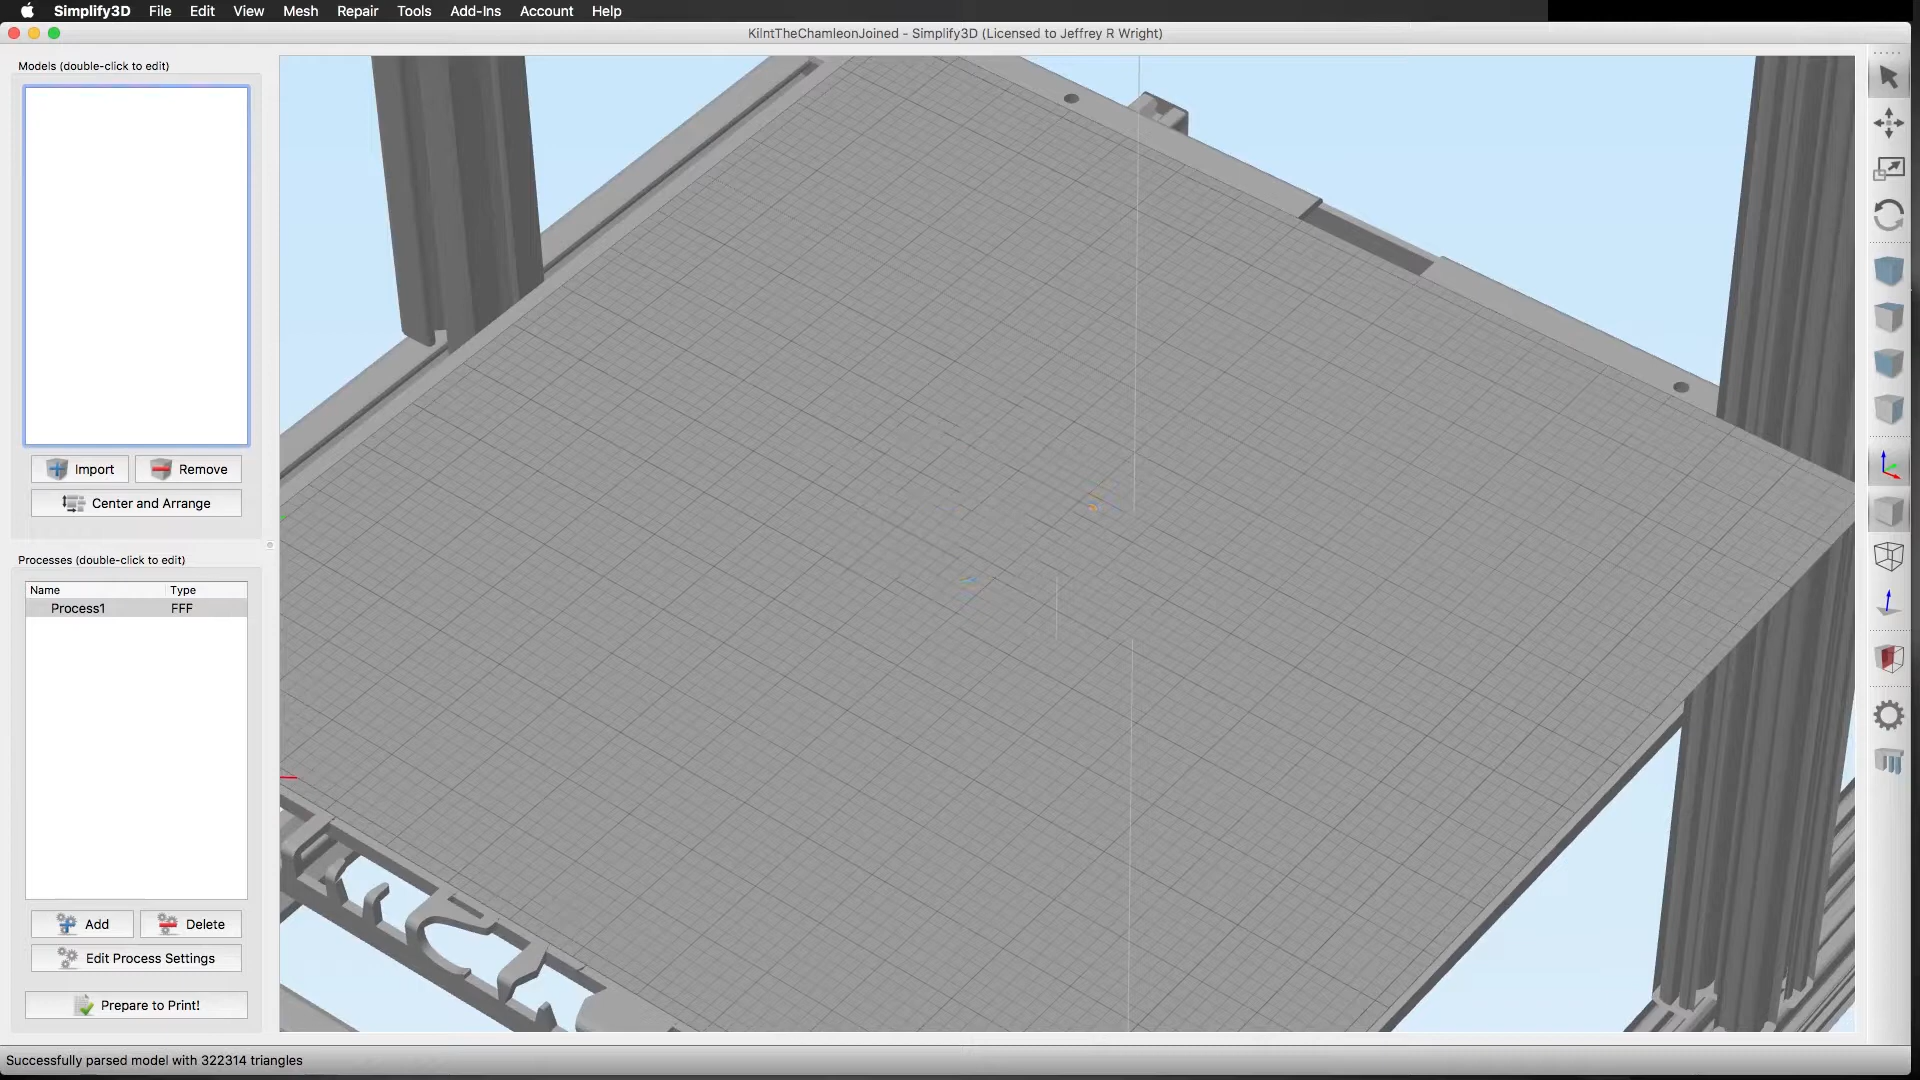 Simplify3D File Edit View Mesh Repair Tools Add-Ins Account Help
KilntTheChamleonJoined - Simplify3D (Licensed to Jeffrey R Wright)
Models (double-click to edit)
Import Remove
Center and Arrange
Processes (double-click to edit)
Name Type
Process1 FFF
Add Delete
Edit Process Settings
Prepare to Print!
Successfully parsed model with 322314 triangles